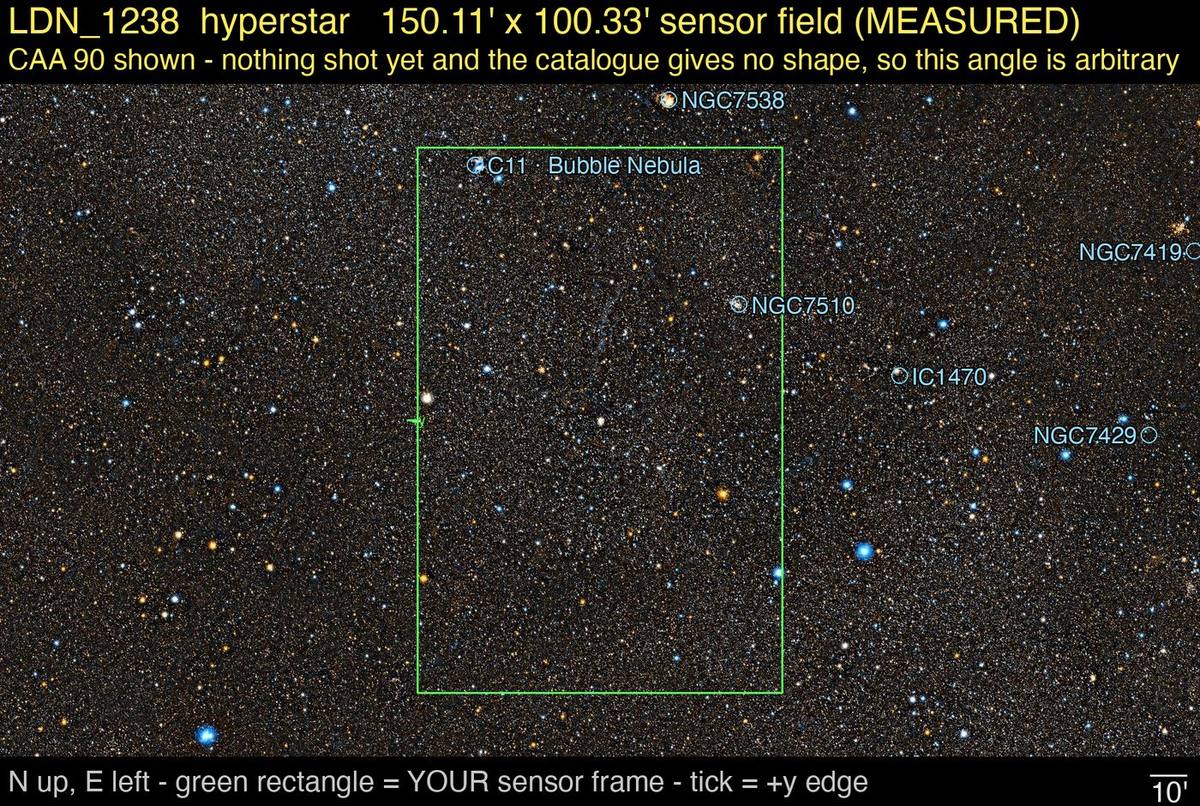 LDN_1238 hyperstar 150.11' x 100.33' sensor field (MEASURED)
CAA 90 shown - nothing shot yet and the catalogue gives no shape, so this angle is arbitrary
NGC7538
C11 · Bubble Nebula
NGC7419
NGC7510
IC1470
NGC7429
N up, E left - green rectangle = YOUR sensor frame - tick = +y edge
10'